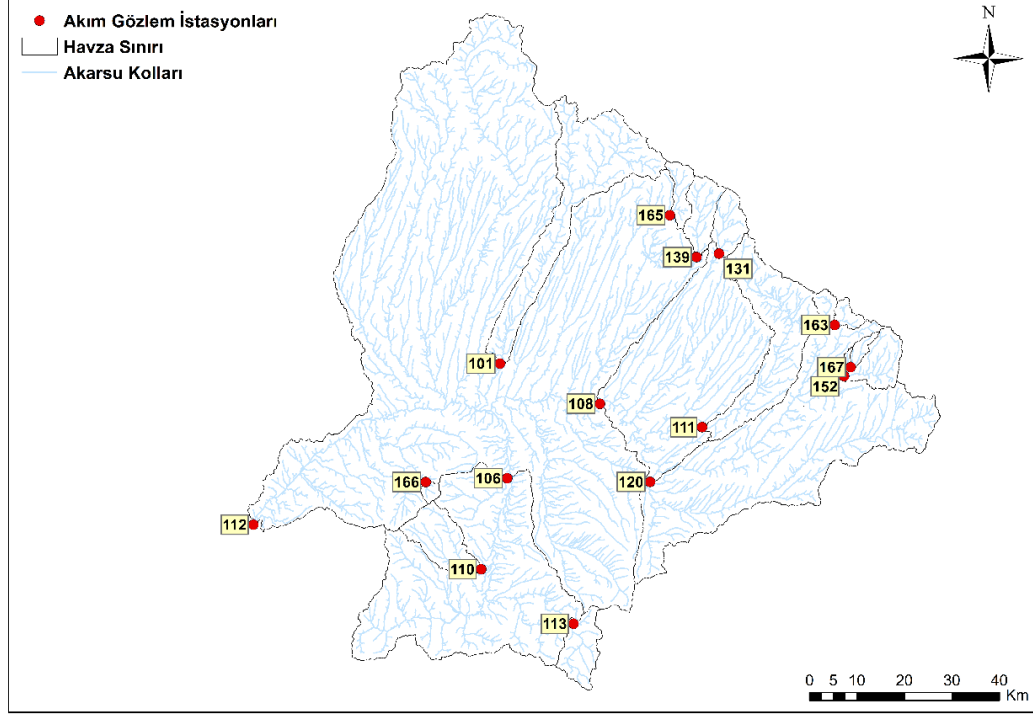 Akım Gözlem İstasyonları
Havza Sınırı
Akarsu Kolları
N
165
139
131
163
167
152
101
108
111
166
106
120
112
110
113
0 5 10 20 30 40
Km